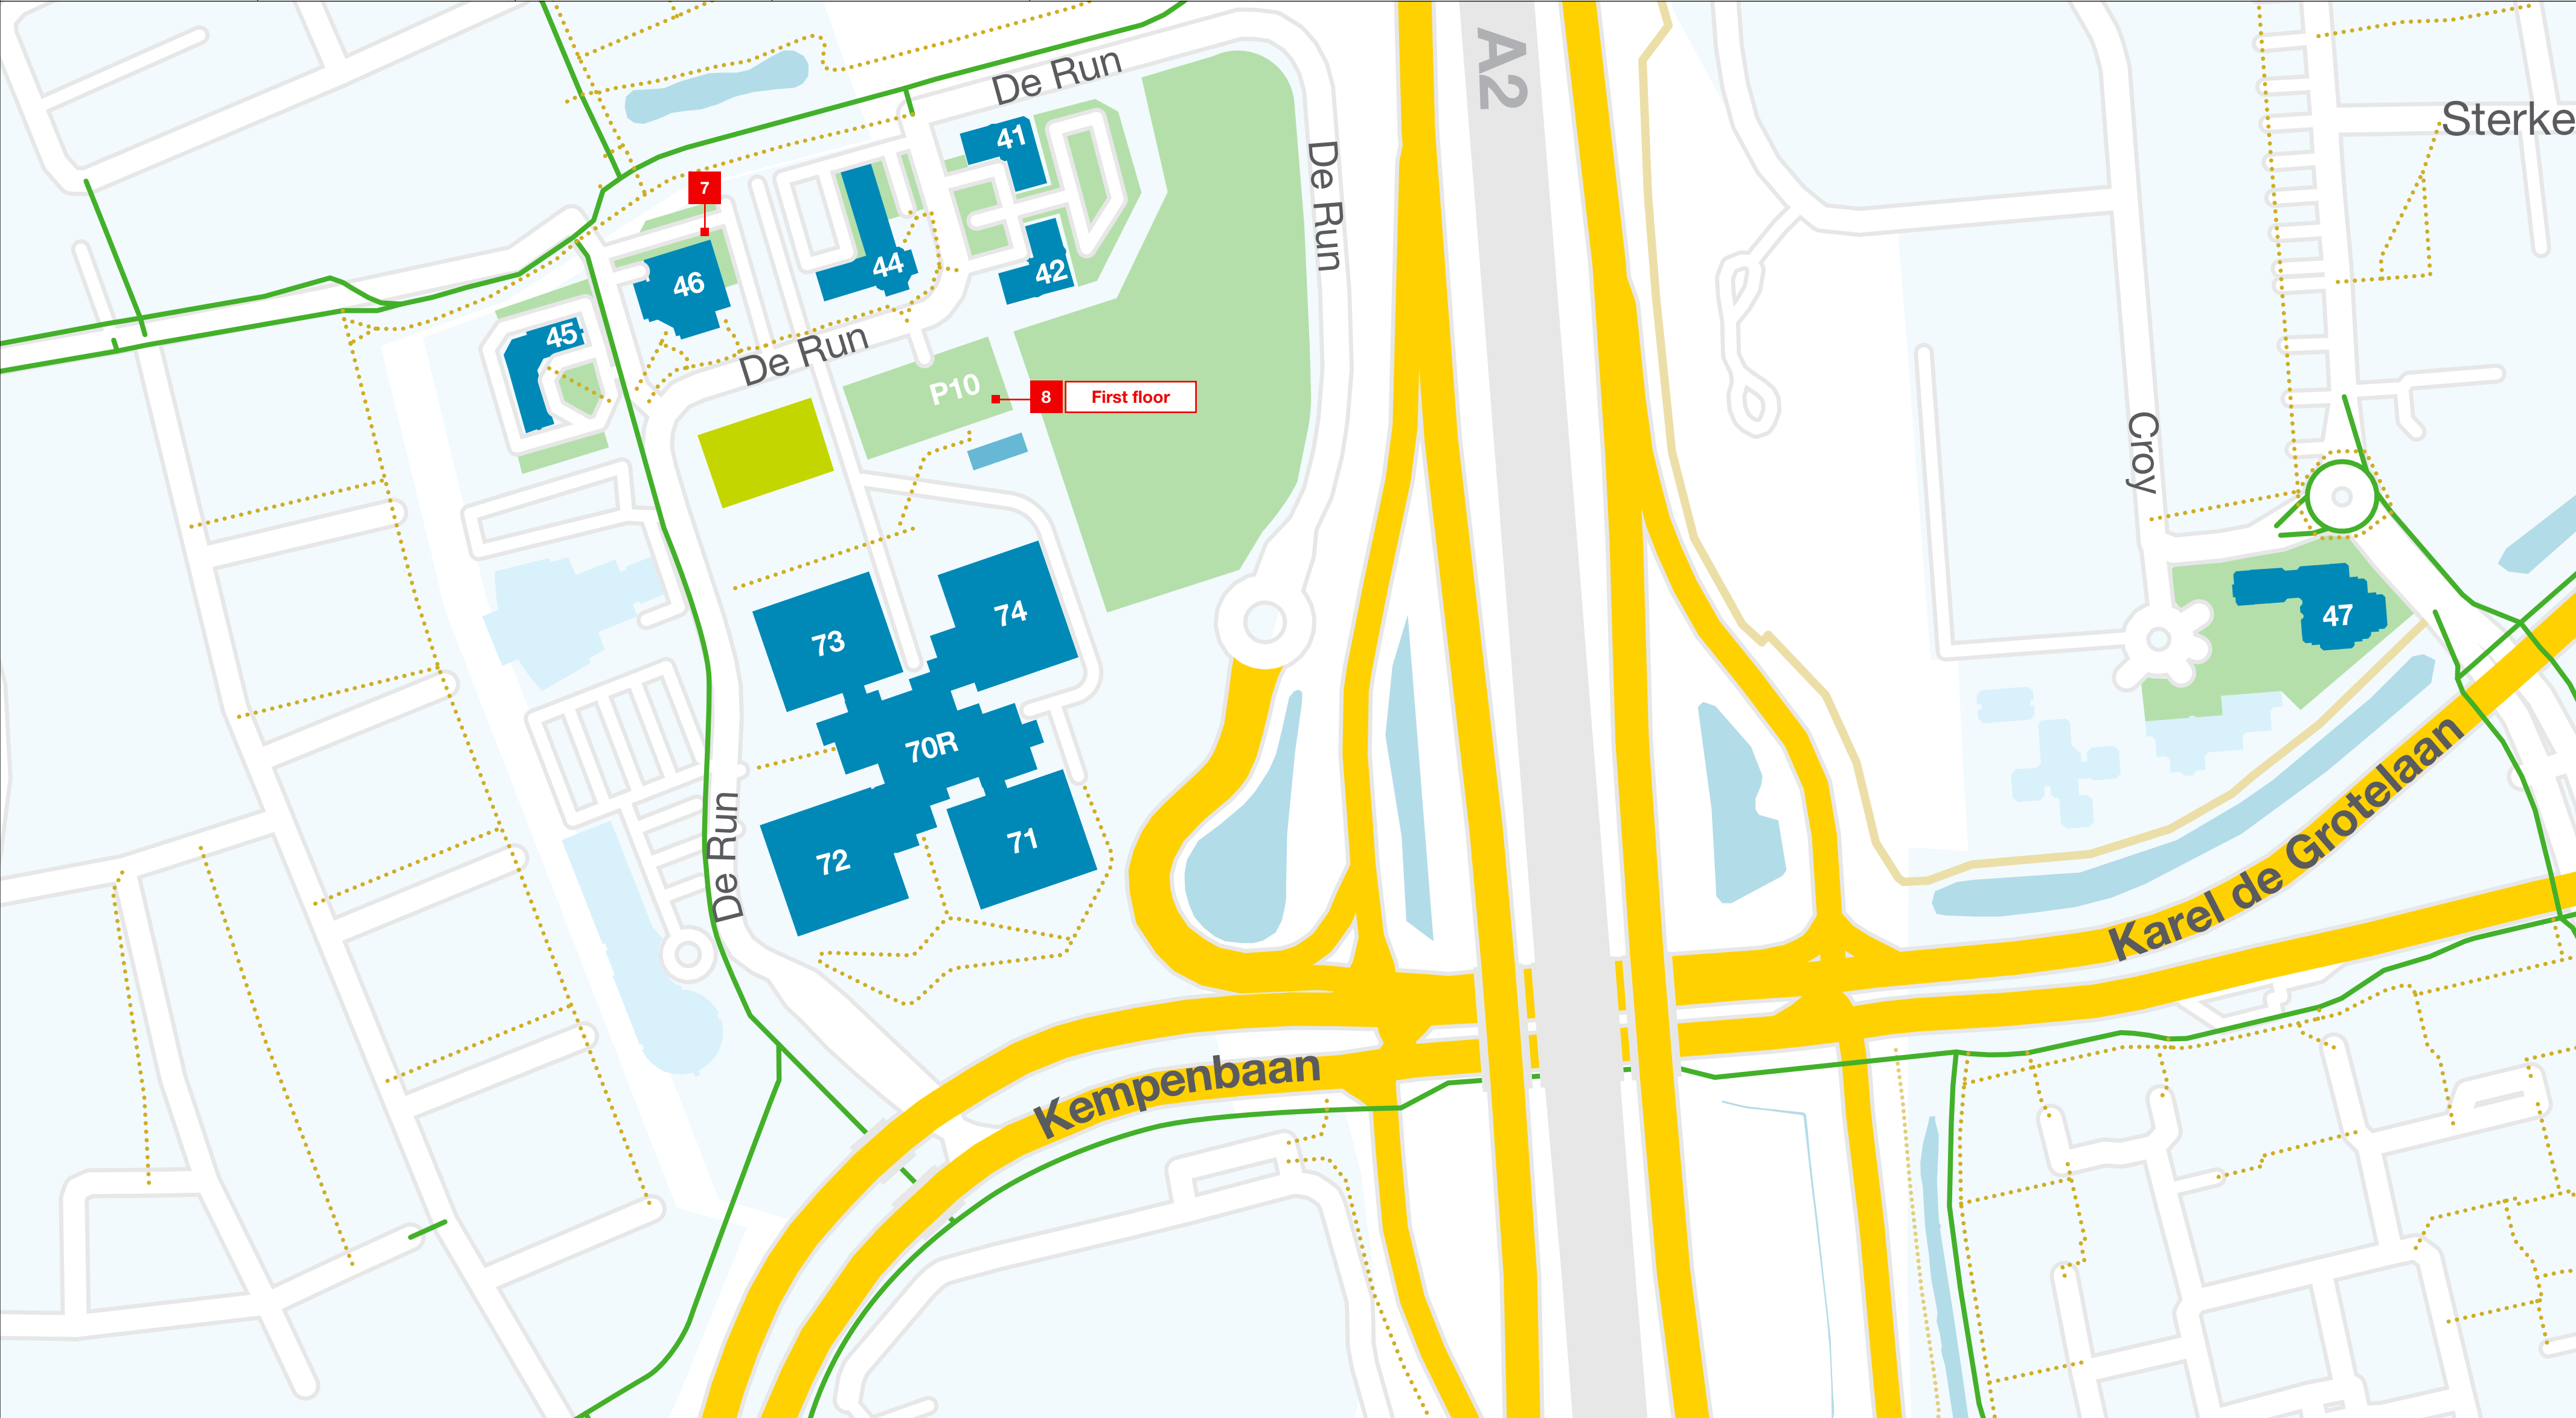 A2
De Run
Sterke
41
7
De Run
44
42
46
45
De Run
P10
8 First floor
Croy
73
74
47
70R
De Run
72
71
Karel de Grotelaan
Kempenbaan